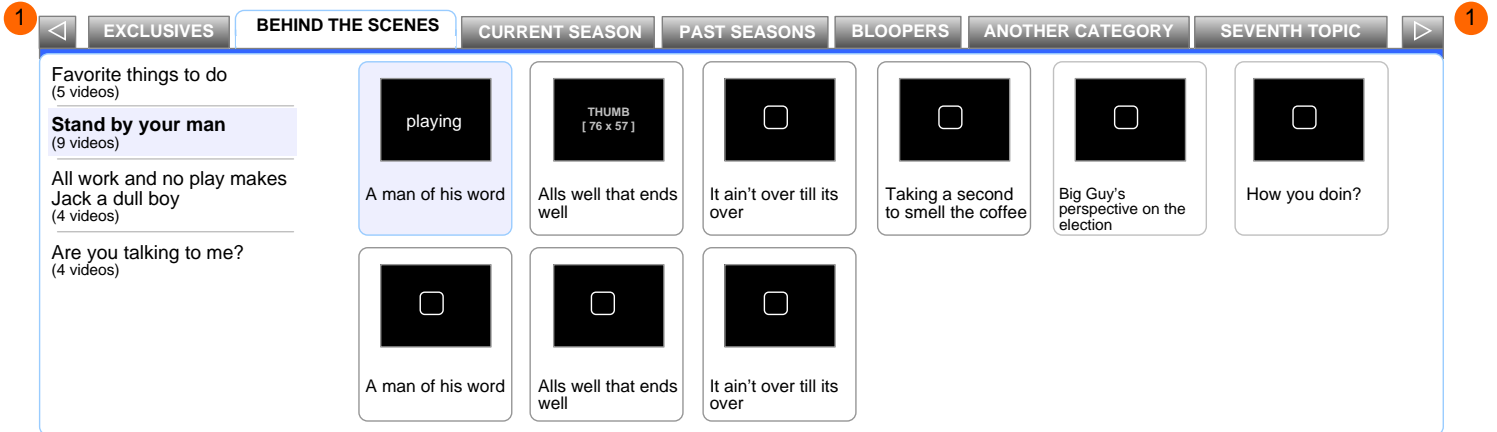 1
EXCLUSIVES
BEHIND THE SCENES
CURRENT SEASON
PAST SEASONS
BLOOPERS
ANOTHER CATEGORY
SEVENTH TOPIC
1
Favorite things to do
(5 videos)
Stand by your man
(9 videos)
All work and no play makes
Jack a dull boy
(4 videos)
Are you talking to me?
(4 videos)
playing
A man of his word
THUMB
[ 76 x 57 ]
Alls well that ends
well
It ain't over till its
over
Taking a second
to smell the coffee
Big Guy's
perspective on the
election
How you doin?
A man of his word
Alls well that ends
well
It ain't over till its
over